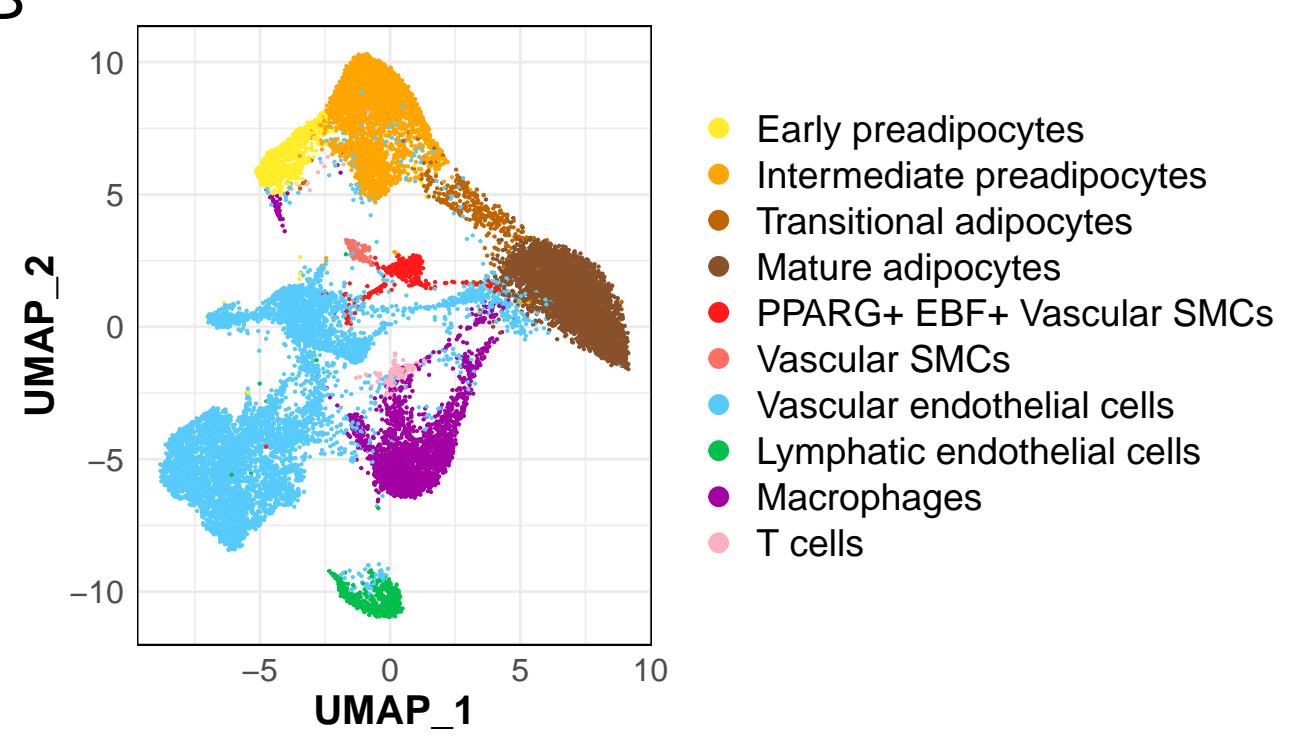 B
10
5
0
−5
−10
UMAP_2
−5 0 5 10
UMAP_1
Early preadipocytes
Intermediate preadipocytes
Transitional adipocytes
Mature adipocytes
PPARG+ EBF+ Vascular SMCs
Vascular SMCs
Vascular endothelial cells
Lymphatic endothelial cells
Macrophages
T cells